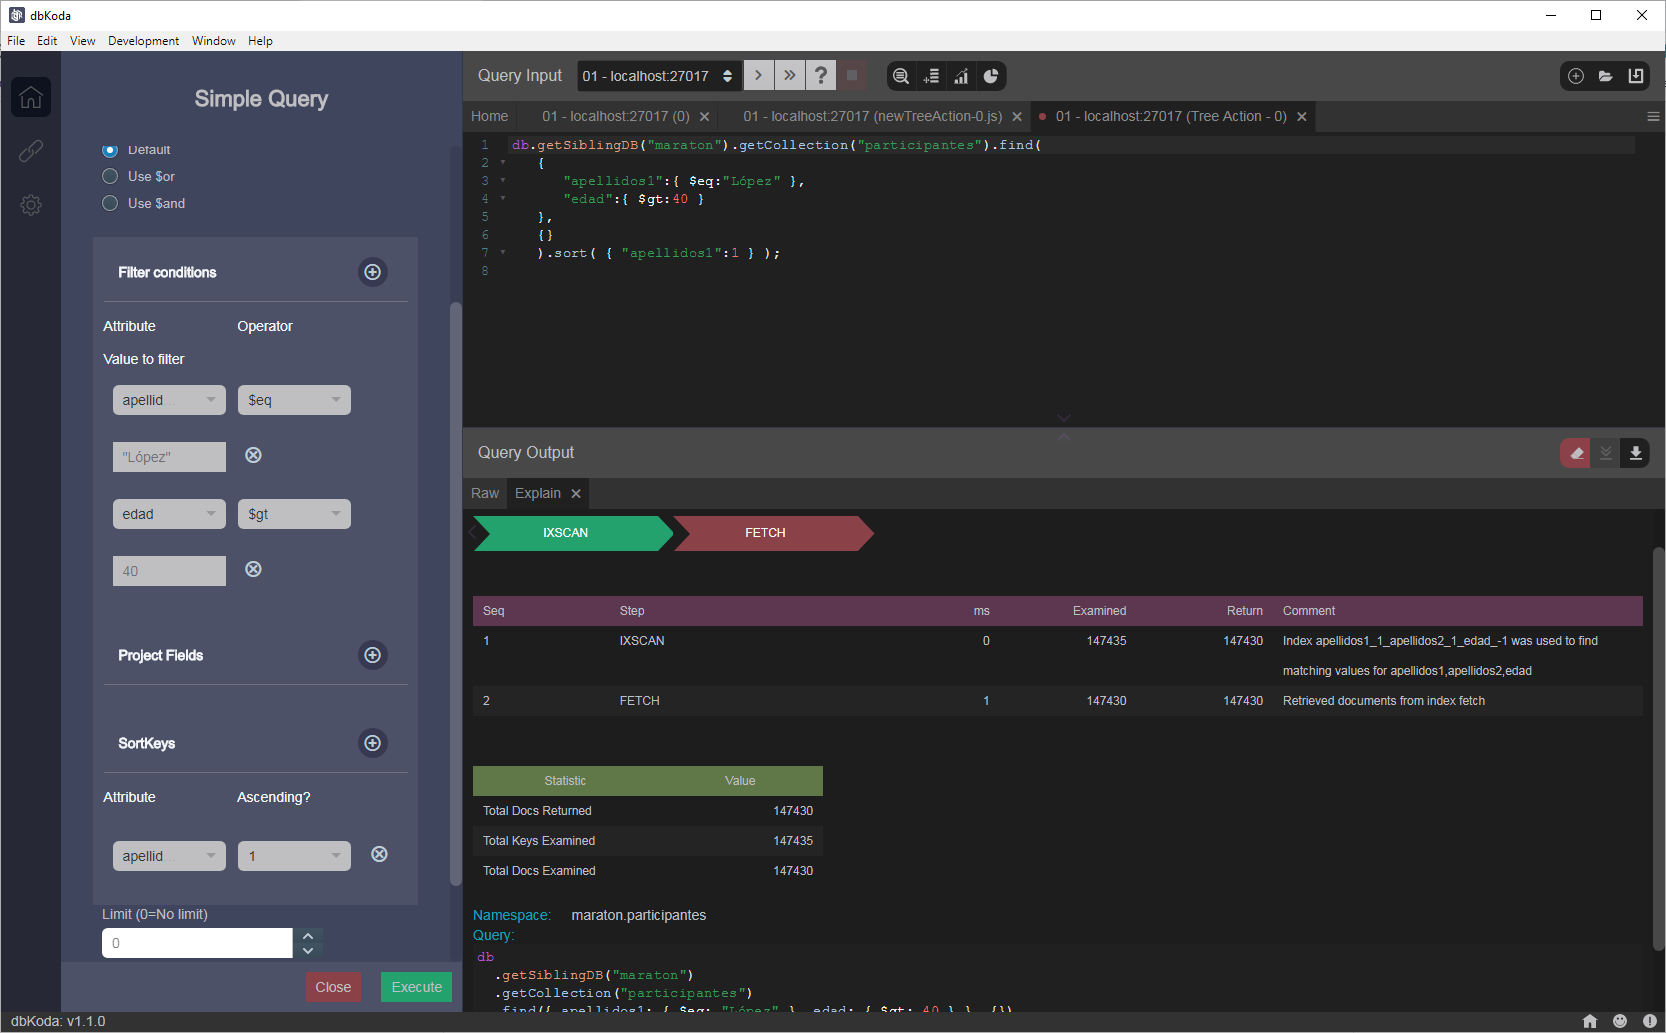 dbKoda
File Edit View Development Window Help
Simple Query
Default
Use $or
Use $and
Filter conditions
Attribute Operator
Value to filter
apellid $eq
"López"
edad $gt
40
Project Fields
SortKeys
Attribute Ascending?
apellid 1
Limit (0=No limit)
0
Close Execute
Query Input 01 - localhost:27017 ?
Home 01 - localhost:27017 (0) 01 - localhost:27017 (newTreeAction-0.js) 01 - localhost:27017 (Tree Action - 0)
1 db.getSiblingDB("maraton").getCollection("participantes").find(
2 {
3 "apellidos1":{ $eq:"López" },
4 "edad":{ $gt:40 }
5 },
6 {}
7 ).sort( { "apellidos1":1 } );
8
Query Output
Raw Explain
IXSCAN FETCH
Seq Step ms Examined Return Comment
1 IXSCAN 0 147435 147430 Index apellidos1_1_apellidos2_1_edad_-1 was used to find
matching values for apellidos1,apellidos2,edad
2 FETCH 1 147430 147430 Retrieved documents from index fetch
Statistic Value
Total Docs Returned 147430
Total Keys Examined 147435
Total Docs Examined 147430
Namespace: maraton.participantes
Query:
db
.getSiblingDB("maraton")
.getCollection("participantes")
.find({ apellidos1: { $eq: "López" }, edad: { $gt: 40 } }, {})
dbKoda: v1.1.0